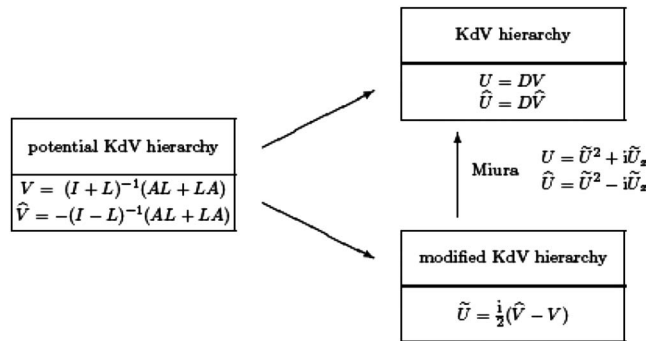 KdV hierarchy
U = DV
Û = DV̂
potential KdV hierarchy
V = (I + L)⁻¹(AL + LA)
V̂ = −(I − L)⁻¹(AL + LA)
Miura
U = Ũ² + iŨₓ
Û = Ũ² − iŨₓ
modified KdV hierarchy
Ũ = i/2(V̂ − V)